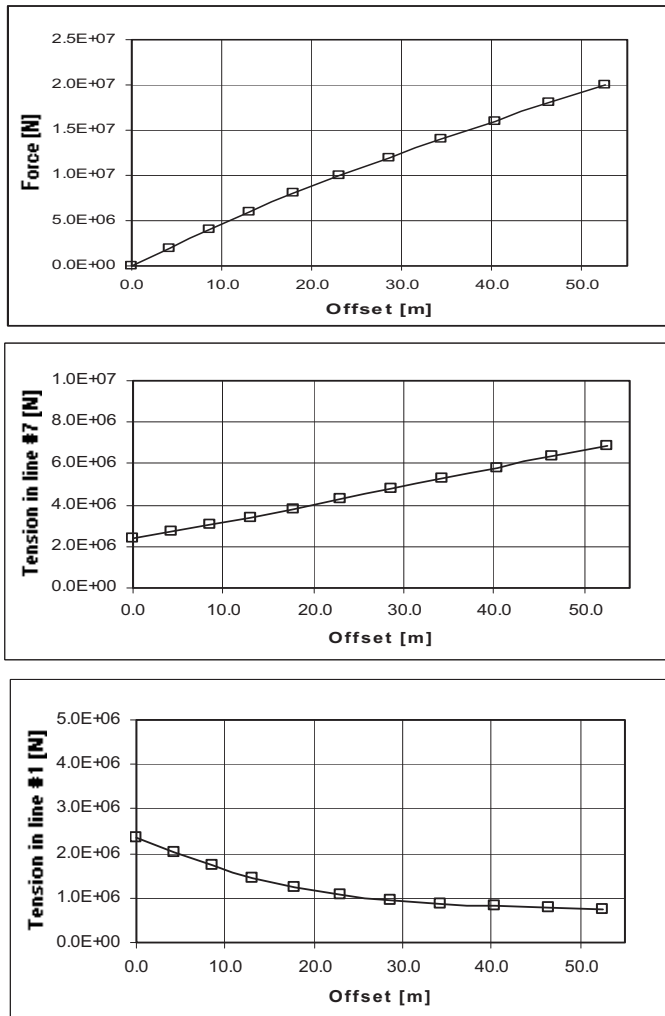 2.5E+07
2.0E+07
1.5E+07
1.0E+07
5.0E+06
0.0E+00
Force [N]
0.0 10.0 20.0 30.0 40.0 50.0
Offset [m]
1.0E+07
8.0E+06
6.0E+06
4.0E+06
2.0E+06
0.0E+00
Tension in line #7 [N]
0.0 10.0 20.0 30.0 40.0 50.0
Offset [m]
5.0E+06
4.0E+06
3.0E+06
2.0E+06
1.0E+06
0.0E+00
Tension in line #1 [N]
0.0 10.0 20.0 30.0 40.0 50.0
Offset [m]